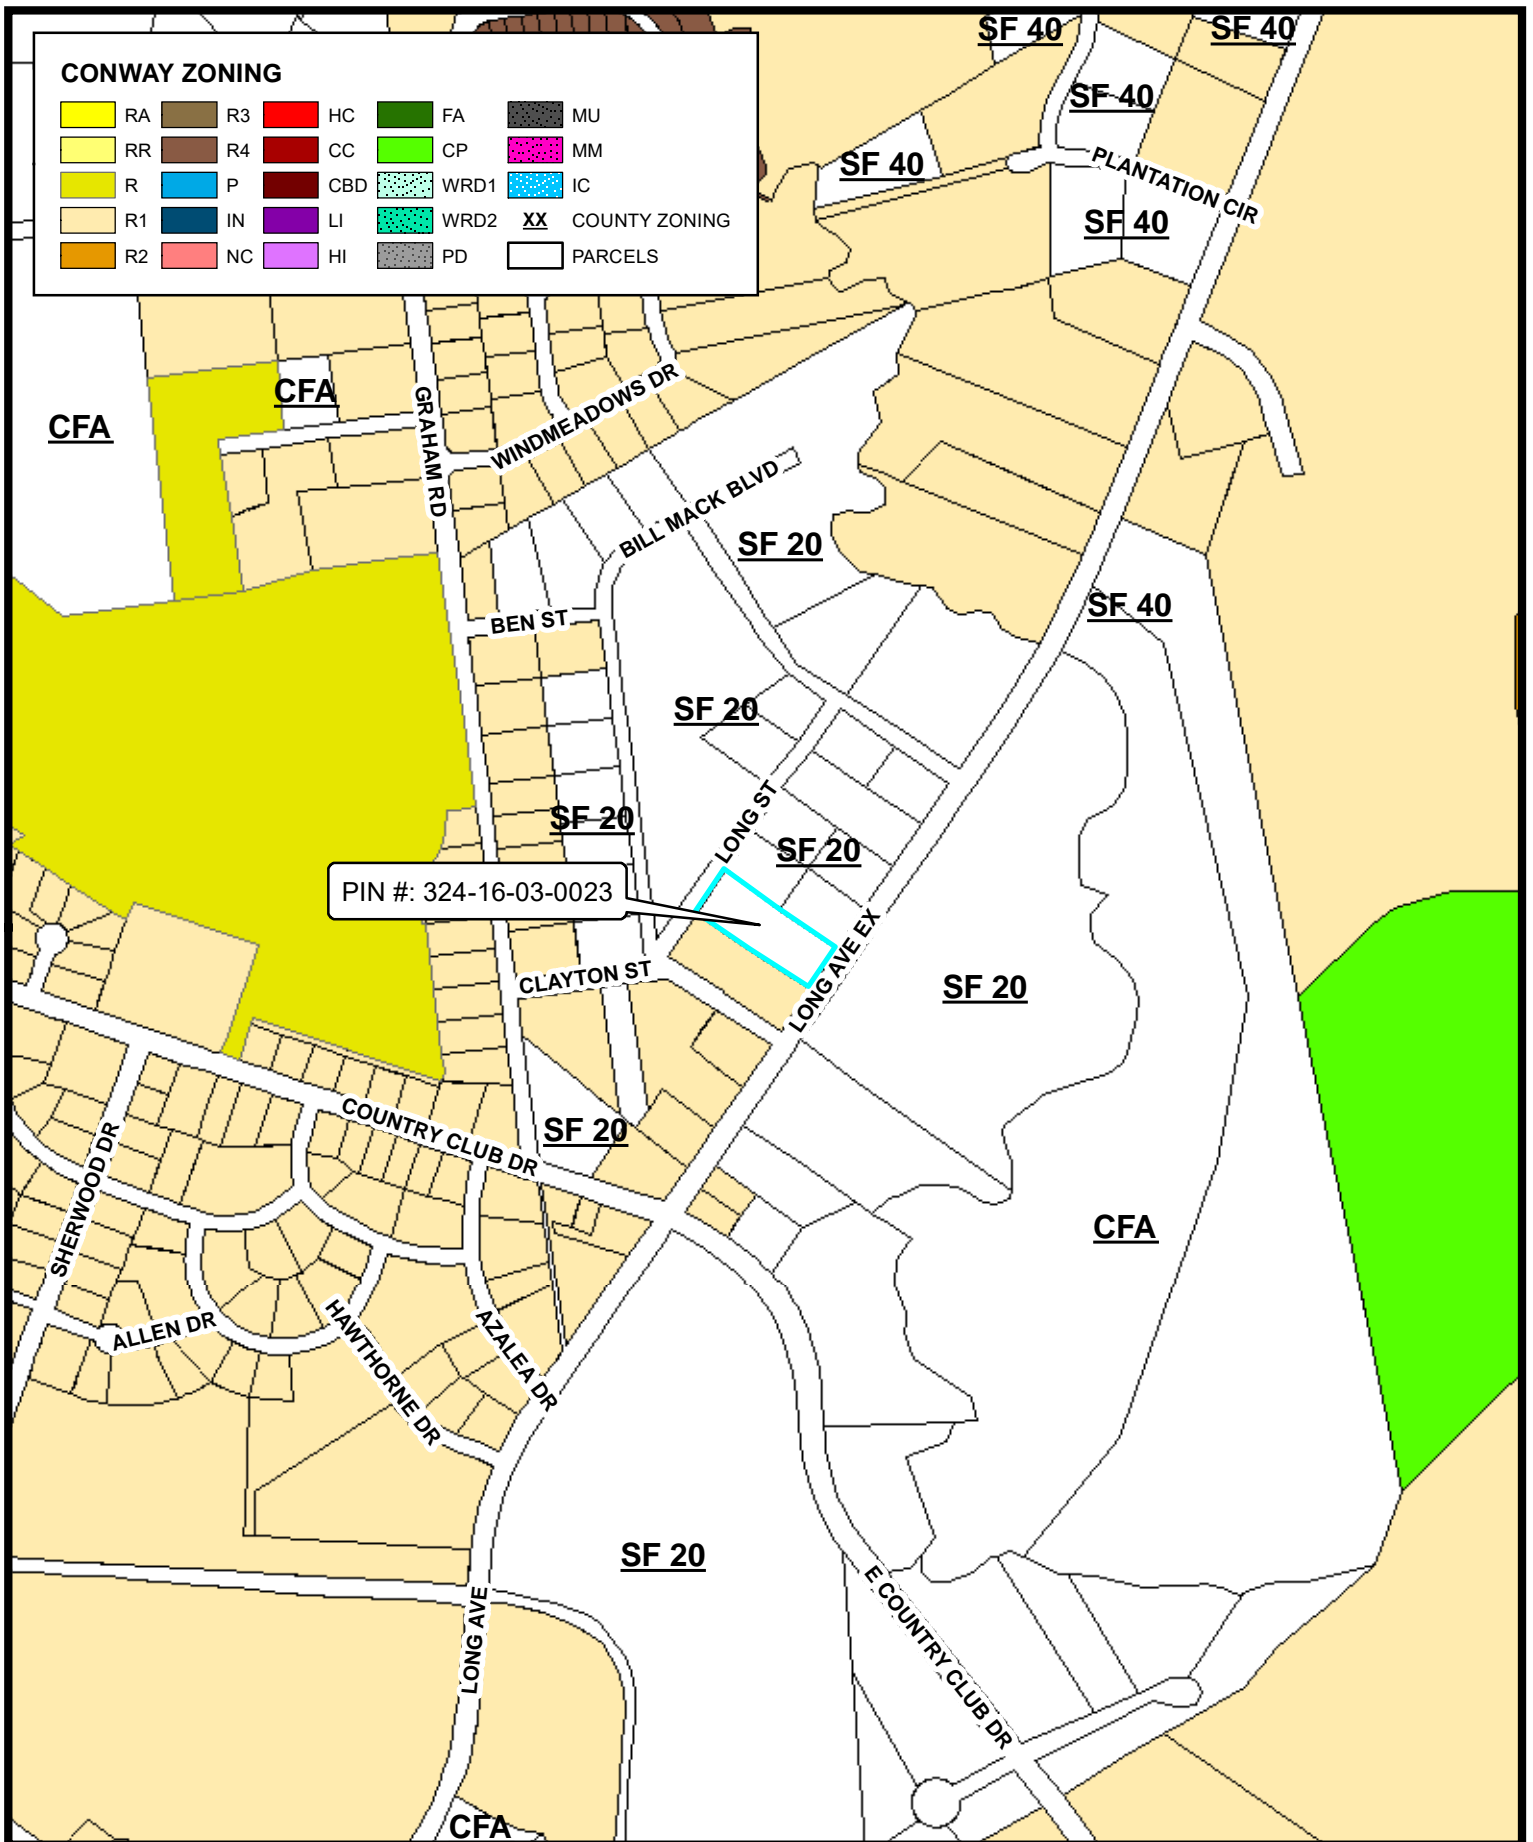 SF 40
SF 40
CONWAY ZONING
RA R3 HC FA MU
RR R4 CC CP MM
R P CBD WRD1 IC
R1 IN LI WRD2 XX COUNTY ZONING
R2 NC HI PD PARCELS
SF 40
SF 40
PLANTATION CIR
SF 40
CFA
CFA
GRAHAM RD
WINDMEADOWS DR
BILL MACK BLVD
SF 20
SF 40
BEN ST
SF 20
SF 20
LONG ST
SF 20
PIN #: 324-16-03-0023
LONG AVE EX
CLAYTON ST
SF 20
COUNTRY CLUB DR
SF 20
SHERWOOD DR
CFA
ALLEN DR
HAWTHORNE DR
AZALEA DR
SF 20
LONG AVE
E COUNTRY CLUB DR
CFA